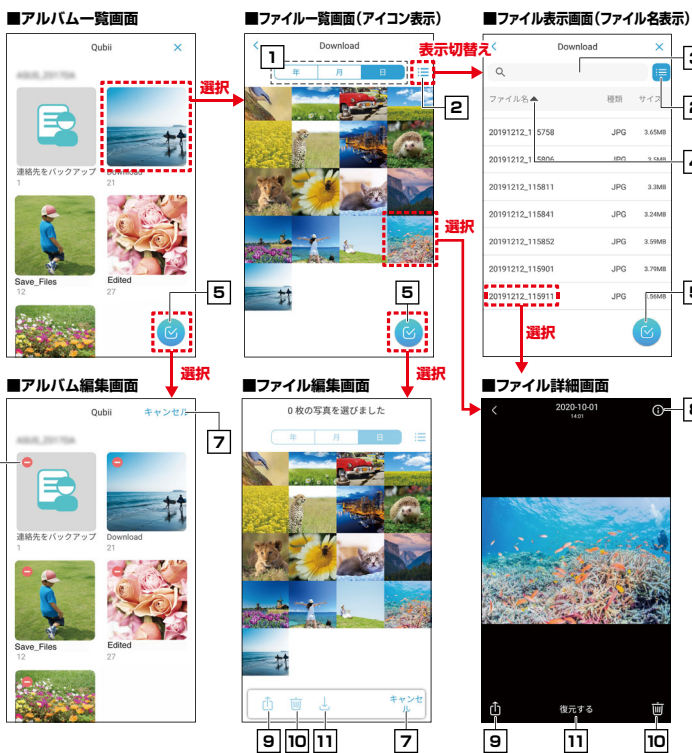 ■アルバム一覧画面
Qubii
×
選択
連絡先をバックアップ
1
Download
21
Save_Files
12
Edited
27
5
選択
■ファイル一覧画面(アイコン表示)
Download
1
年 月 日
表示切替え
2
選択
5
選択
■ファイル表示画面(ファイル名表示)
Download
×
ファイル名▲ 種類 サイズ
20191212_115758 JPG 3.65MB
20191212_115806 JPG 3.5MB
20191212_115811 JPG 3.3MB
20191212_115841 JPG 3.24MB
20191212_115852 JPG 3.59MB
20191212_115901 JPG 3.79MB
20191212_115911 JPG .56MB
選択
■アルバム編集画面
Qubii キャンセル
7
連絡先をバックアップ
1
Download
21
Save_Files
12
Edited
27
■ファイル編集画面
0 枚の写真を選びました
年 月 日
キャンセ
ル
9 10 11 7
■ファイル詳細画面
2020-10-01
14:01
復元する
9 11 10